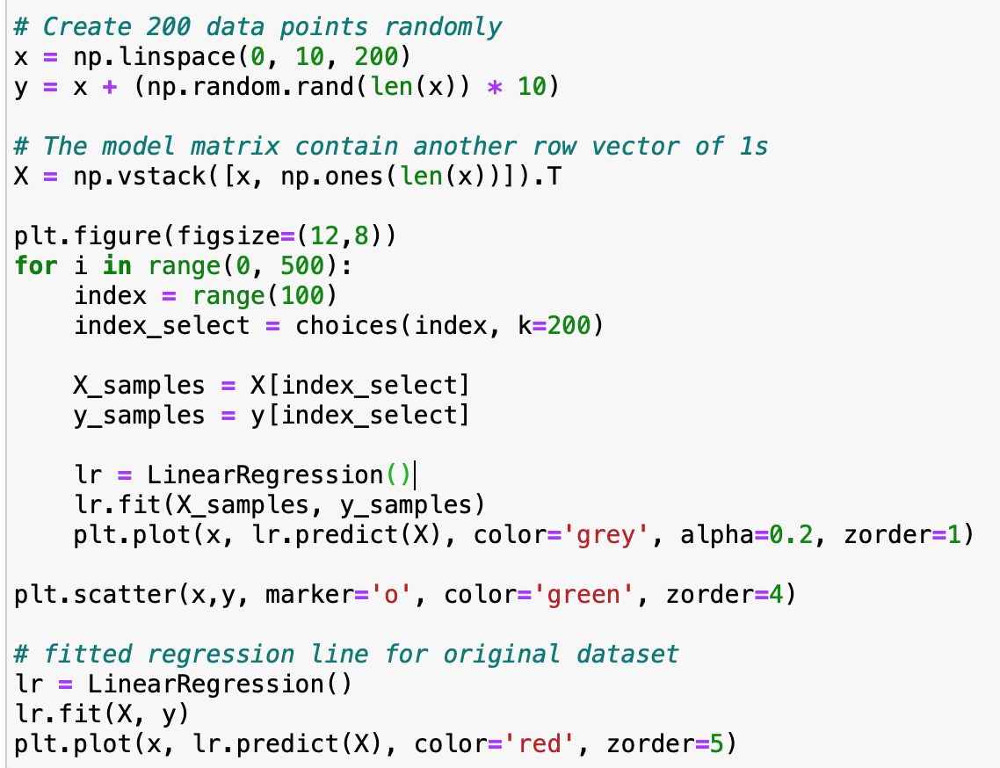 # Create 200 data points randomly
x = np.linspace(0, 10, 200)
y = x + (np.random.rand(len(x)) * 10)
# The model matrix contain another row vector of 1s
X = np.vstack([x, np.ones(len(x))]).T
plt.figure(figsize=(12,8))
for i in range(0, 500):
    index = range(100)
    index_select = choices(index, k=200)
    X_samples = X[index_select]
    y_samples = y[index_select]
    lr = LinearRegression()
    lr.fit(X_samples, y_samples)
    plt.plot(x, lr.predict(X), color='grey', alpha=0.2, zorder=1)
plt.scatter(x,y, marker='o', color='green', zorder=4)
# fitted regression line for original dataset
lr = LinearRegression()
lr.fit(X, y)
plt.plot(x, lr.predict(X), color='red', zorder=5)